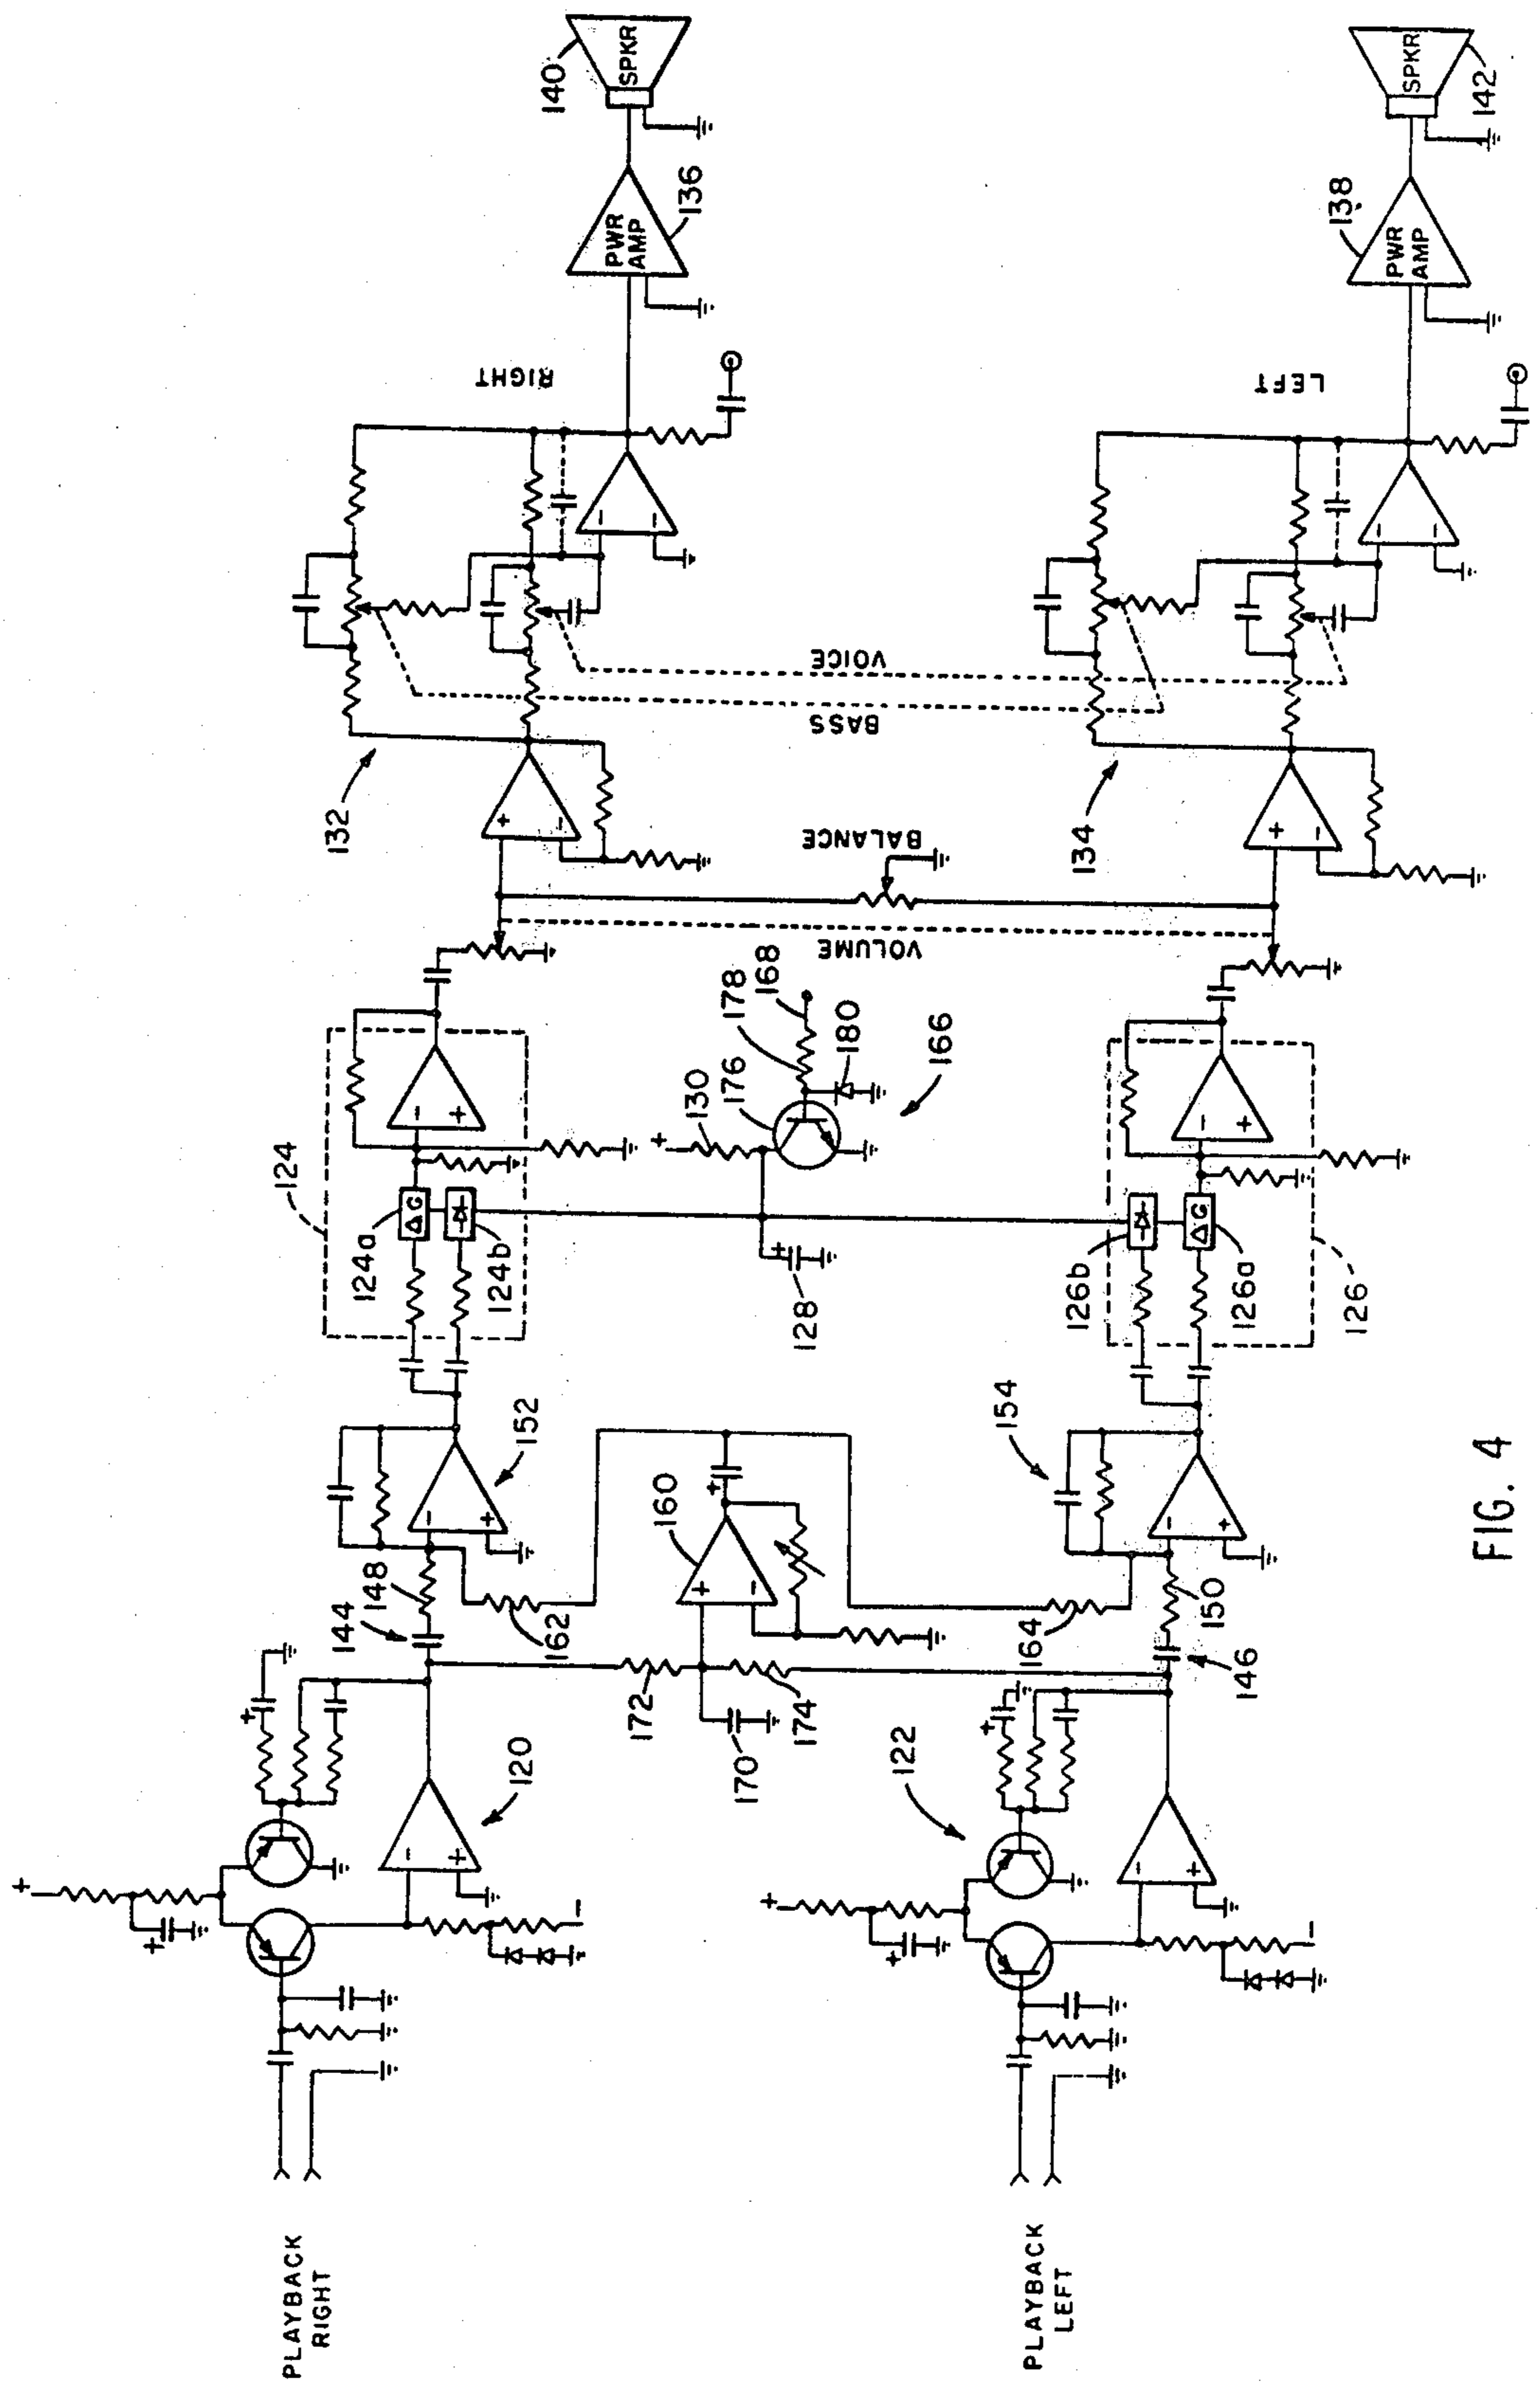 PLAYBACK
RIGHT
120
144
148
162
152
124
124a
124b
ΔG
+
−
132
RIGHT
PWR
AMP
136
140
SPKR
172
170
174
160
128
130
176
178
168
180
166
VOLUME
BALANCE
BASS
VOICE
PLAYBACK
LEFT
122
146
150
164
154
126b
126a
ΔG
126
134
LEFT
PWR
AMP
138
SPKR
142
FIG. 4